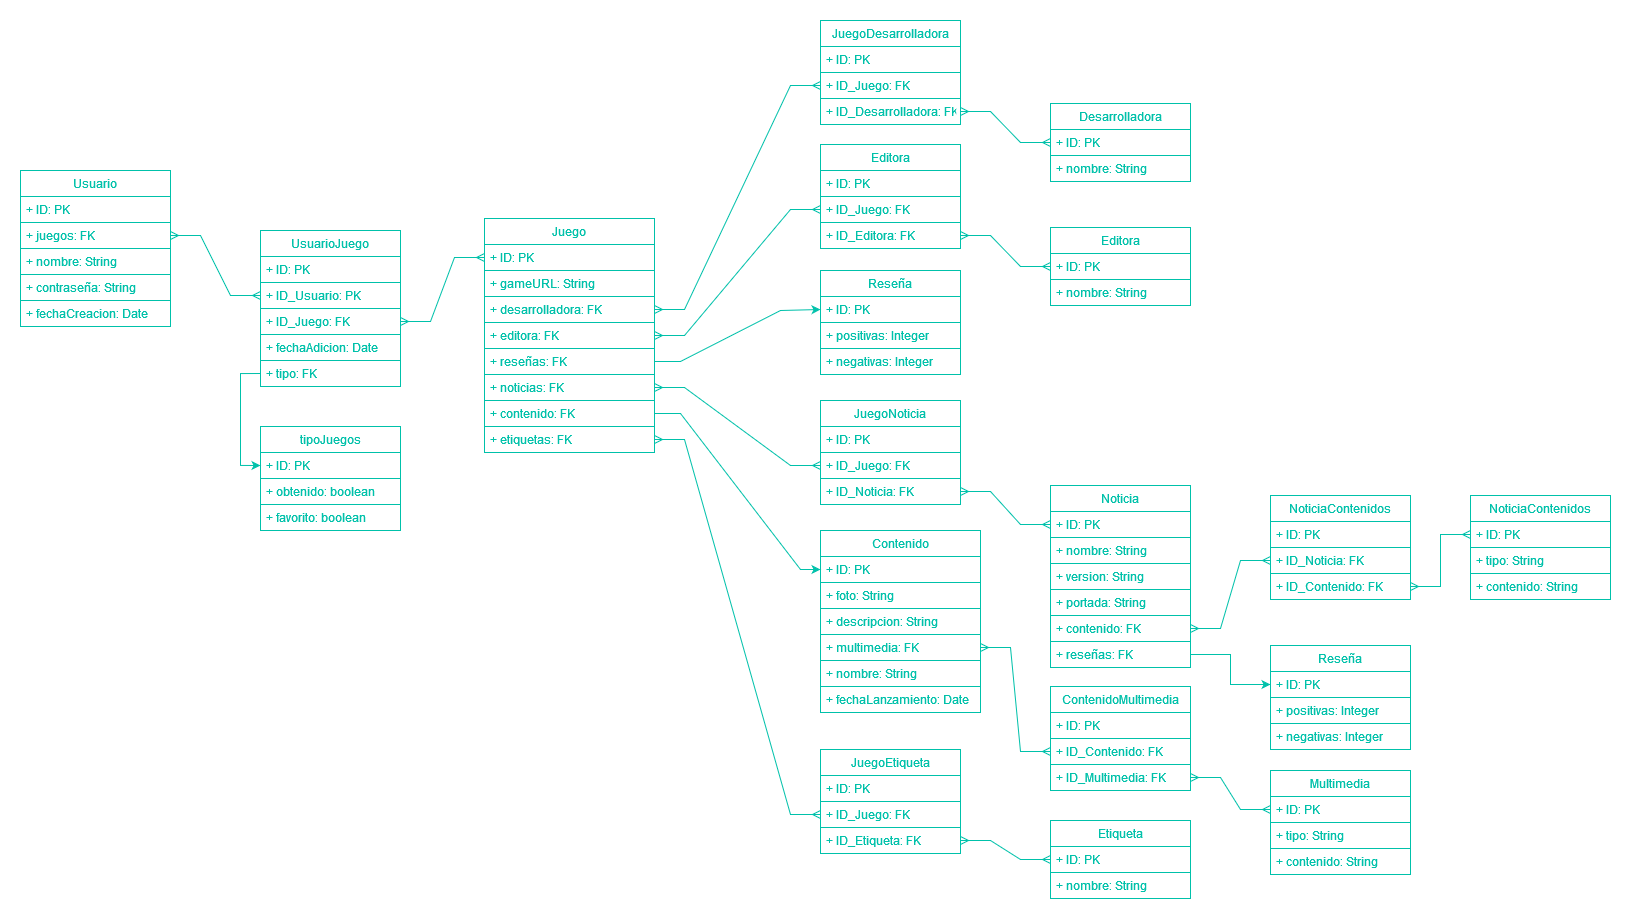 Usuario
+ ID: PK
+ juegos: FK
+ nombre: String
+ contraseña: String
+ fechaCreacion: Date
UsuarioJuego
+ ID: PK
+ ID_Usuario: PK
+ ID_Juego: FK
+ fechaAdicion: Date
+ tipo: FK
tipoJuegos
+ ID: PK
+ obtenido: boolean
+ favorito: boolean
Juego
+ ID: PK
+ gameURL: String
+ desarrolladora: FK
+ editora: FK
+ reseñas: FK
+ noticias: FK
+ contenido: FK
+ etiquetas: FK
JuegoDesarrolladora
+ ID: PK
+ ID_Juego: FK
+ ID_Desarrolladora: FK
Editora
+ ID: PK
+ ID_Juego: FK
+ ID_Editora: FK
Reseña
+ ID: PK
+ positivas: Integer
+ negativas: Integer
JuegoNoticia
+ ID: PK
+ ID_Juego: FK
+ ID_Noticia: FK
Contenido
+ ID: PK
+ foto: String
+ descripcion: String
+ multimedia: FK
+ nombre: String
+ fechaLanzamiento: Date
JuegoEtiqueta
+ ID: PK
+ ID_Juego: FK
+ ID_Etiqueta: FK
Desarrolladora
+ ID: PK
+ nombre: String
Editora
+ ID: PK
+ nombre: String
Noticia
+ ID: PK
+ nombre: String
+ version: String
+ portada: String
+ contenido: FK
+ reseñas: FK
ContenidoMultimedia
+ ID: PK
+ ID_Contenido: FK
+ ID_Multimedia: FK
Etiqueta
+ ID: PK
+ nombre: String
NoticiaContenidos
+ ID: PK
+ ID_Noticia: FK
+ ID_Contenido: FK
Reseña
+ ID: PK
+ positivas: Integer
+ negativas: Integer
Multimedia
+ ID: PK
+ tipo: String
+ contenido: String
NoticiaContenidos
+ ID: PK
+ tipo: String
+ contenido: String